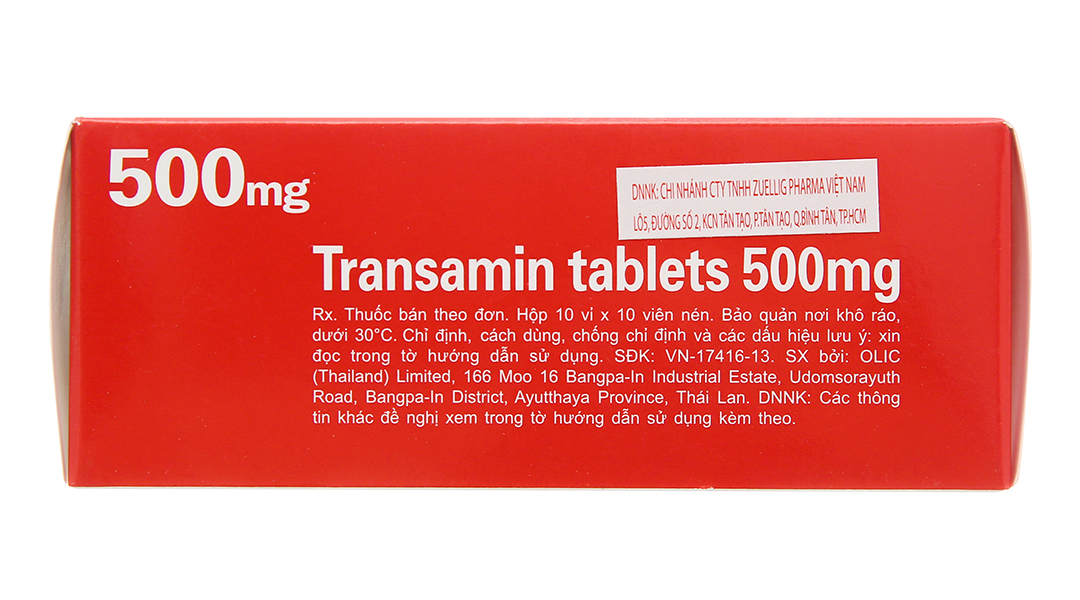 500mg
DNNK: CHI NHÁNH CTY TNHH ZUELLIG PHARMA VIỆT NAM
LÔ5, ĐƯỜNG SỐ 2, KCN TÂN TẠO, P.TÂN TẠO, Q.BÌNH TÂN, TP.HCM
Transamin tablets 500mg
Rx. Thuốc bán theo đơn. Hộp 10 vỉ x 10 viên nén. Bảo quản nơi khô ráo,
dưới 30°C. Chỉ định, cách dùng, chống chỉ định và các dấu hiệu lưu ý: xin
đọc trong tờ hướng dẫn sử dụng. SĐK: VN-17416-13. SX bởi: OLIC
(Thailand) Limited, 166 Moo 16 Bangpa-In Industrial Estate, Udomsorayuth
Road, Bangpa-In District, Ayutthaya Province, Thái Lan. DNNK: Các thông
tin khác đề nghị xem trong tờ hướng dẫn sử dụng kèm theo.